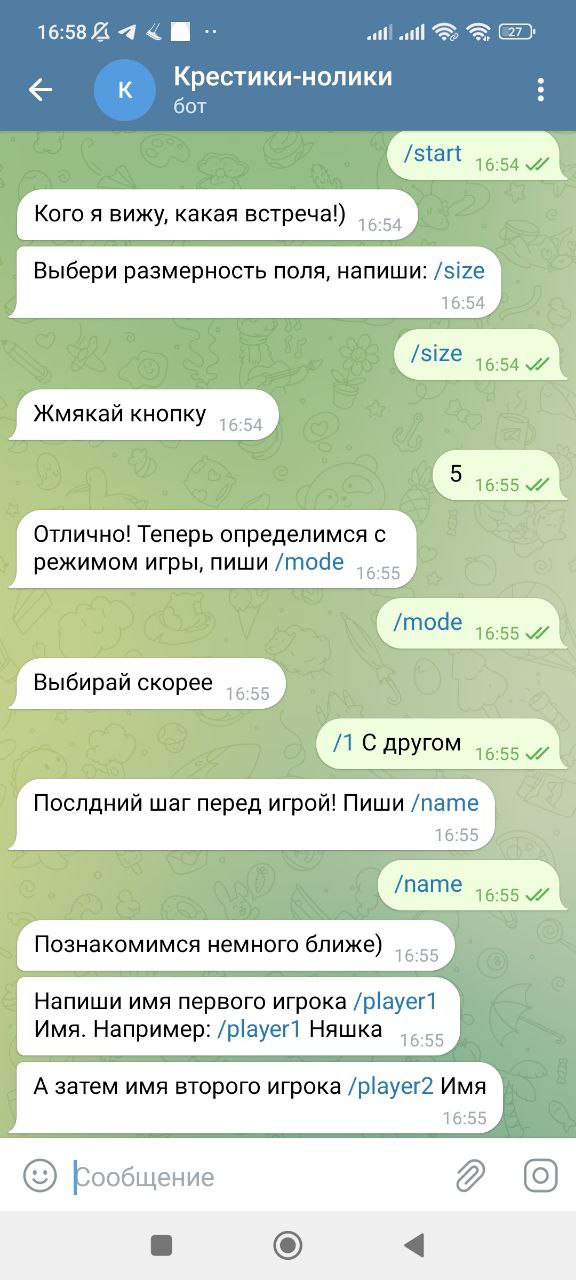 16:58 27
К Крестики-нолики
бот
/start 16:54
Кого я вижу, какая встреча!) 16:54
Выбери размерность поля, напиши: /size
16:54
/size 16:54
Жмякай кнопку 16:54
5 16:55
Отлично! Теперь определимся с
режимом игры, пиши /mode 16:55
/mode 16:55
Выбирай скорее 16:55
/1 С другом 16:55
Послдний шаг перед игрой! Пиши /name
16:55
/name 16:55
Познакомимся немного ближе) 16:55
Напиши имя первого игрока /player1
Имя. Например: /player1 Няшка 16:55
А затем имя второго игрока /player2 Имя
16:55
Сообщение